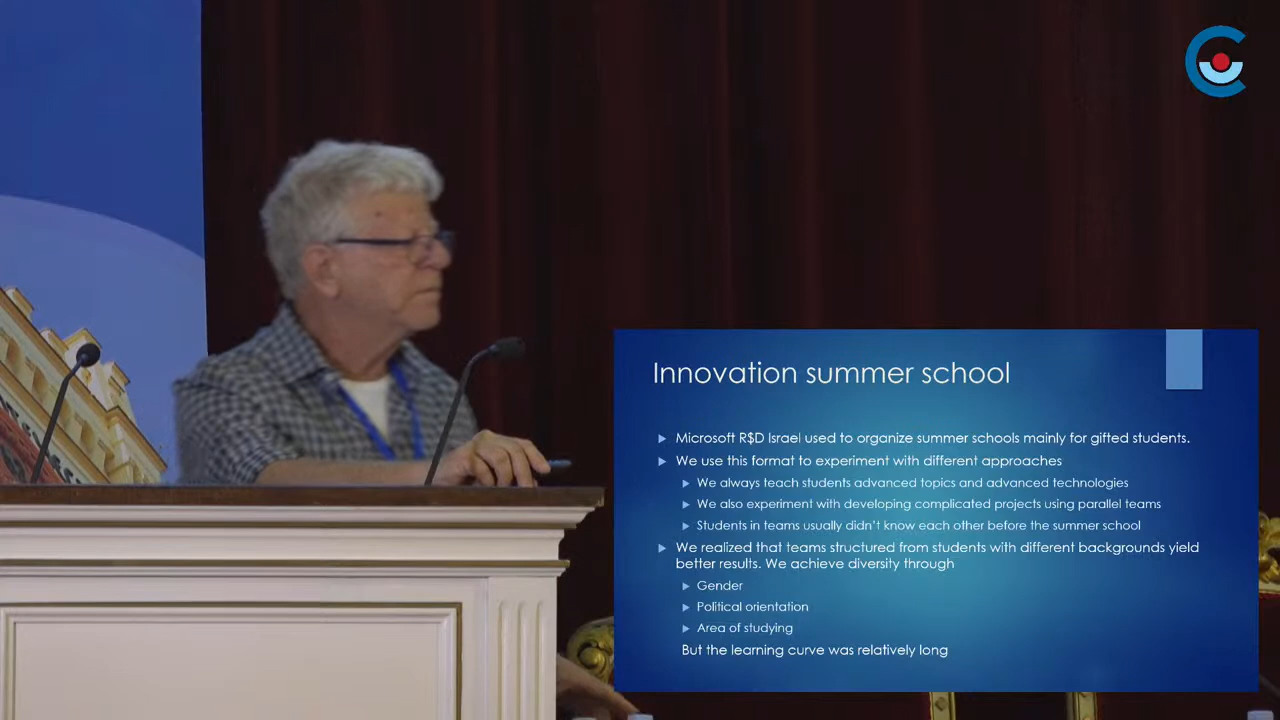 Innovation summer school
Microsoft R$D Israel used to organize summer schools mainly for gifted students.
We use this format to experiment with different approaches
We always teach students advanced topics and advanced technologies
We also experiment with developing complicated projects using parallel teams
Students in teams usually didn't know each other before the summer school
We realized that teams structured from students with different backgrounds yield
better results. We achieve diversity through
Gender
Political orientation
Area of studying
But the learning curve was relatively long